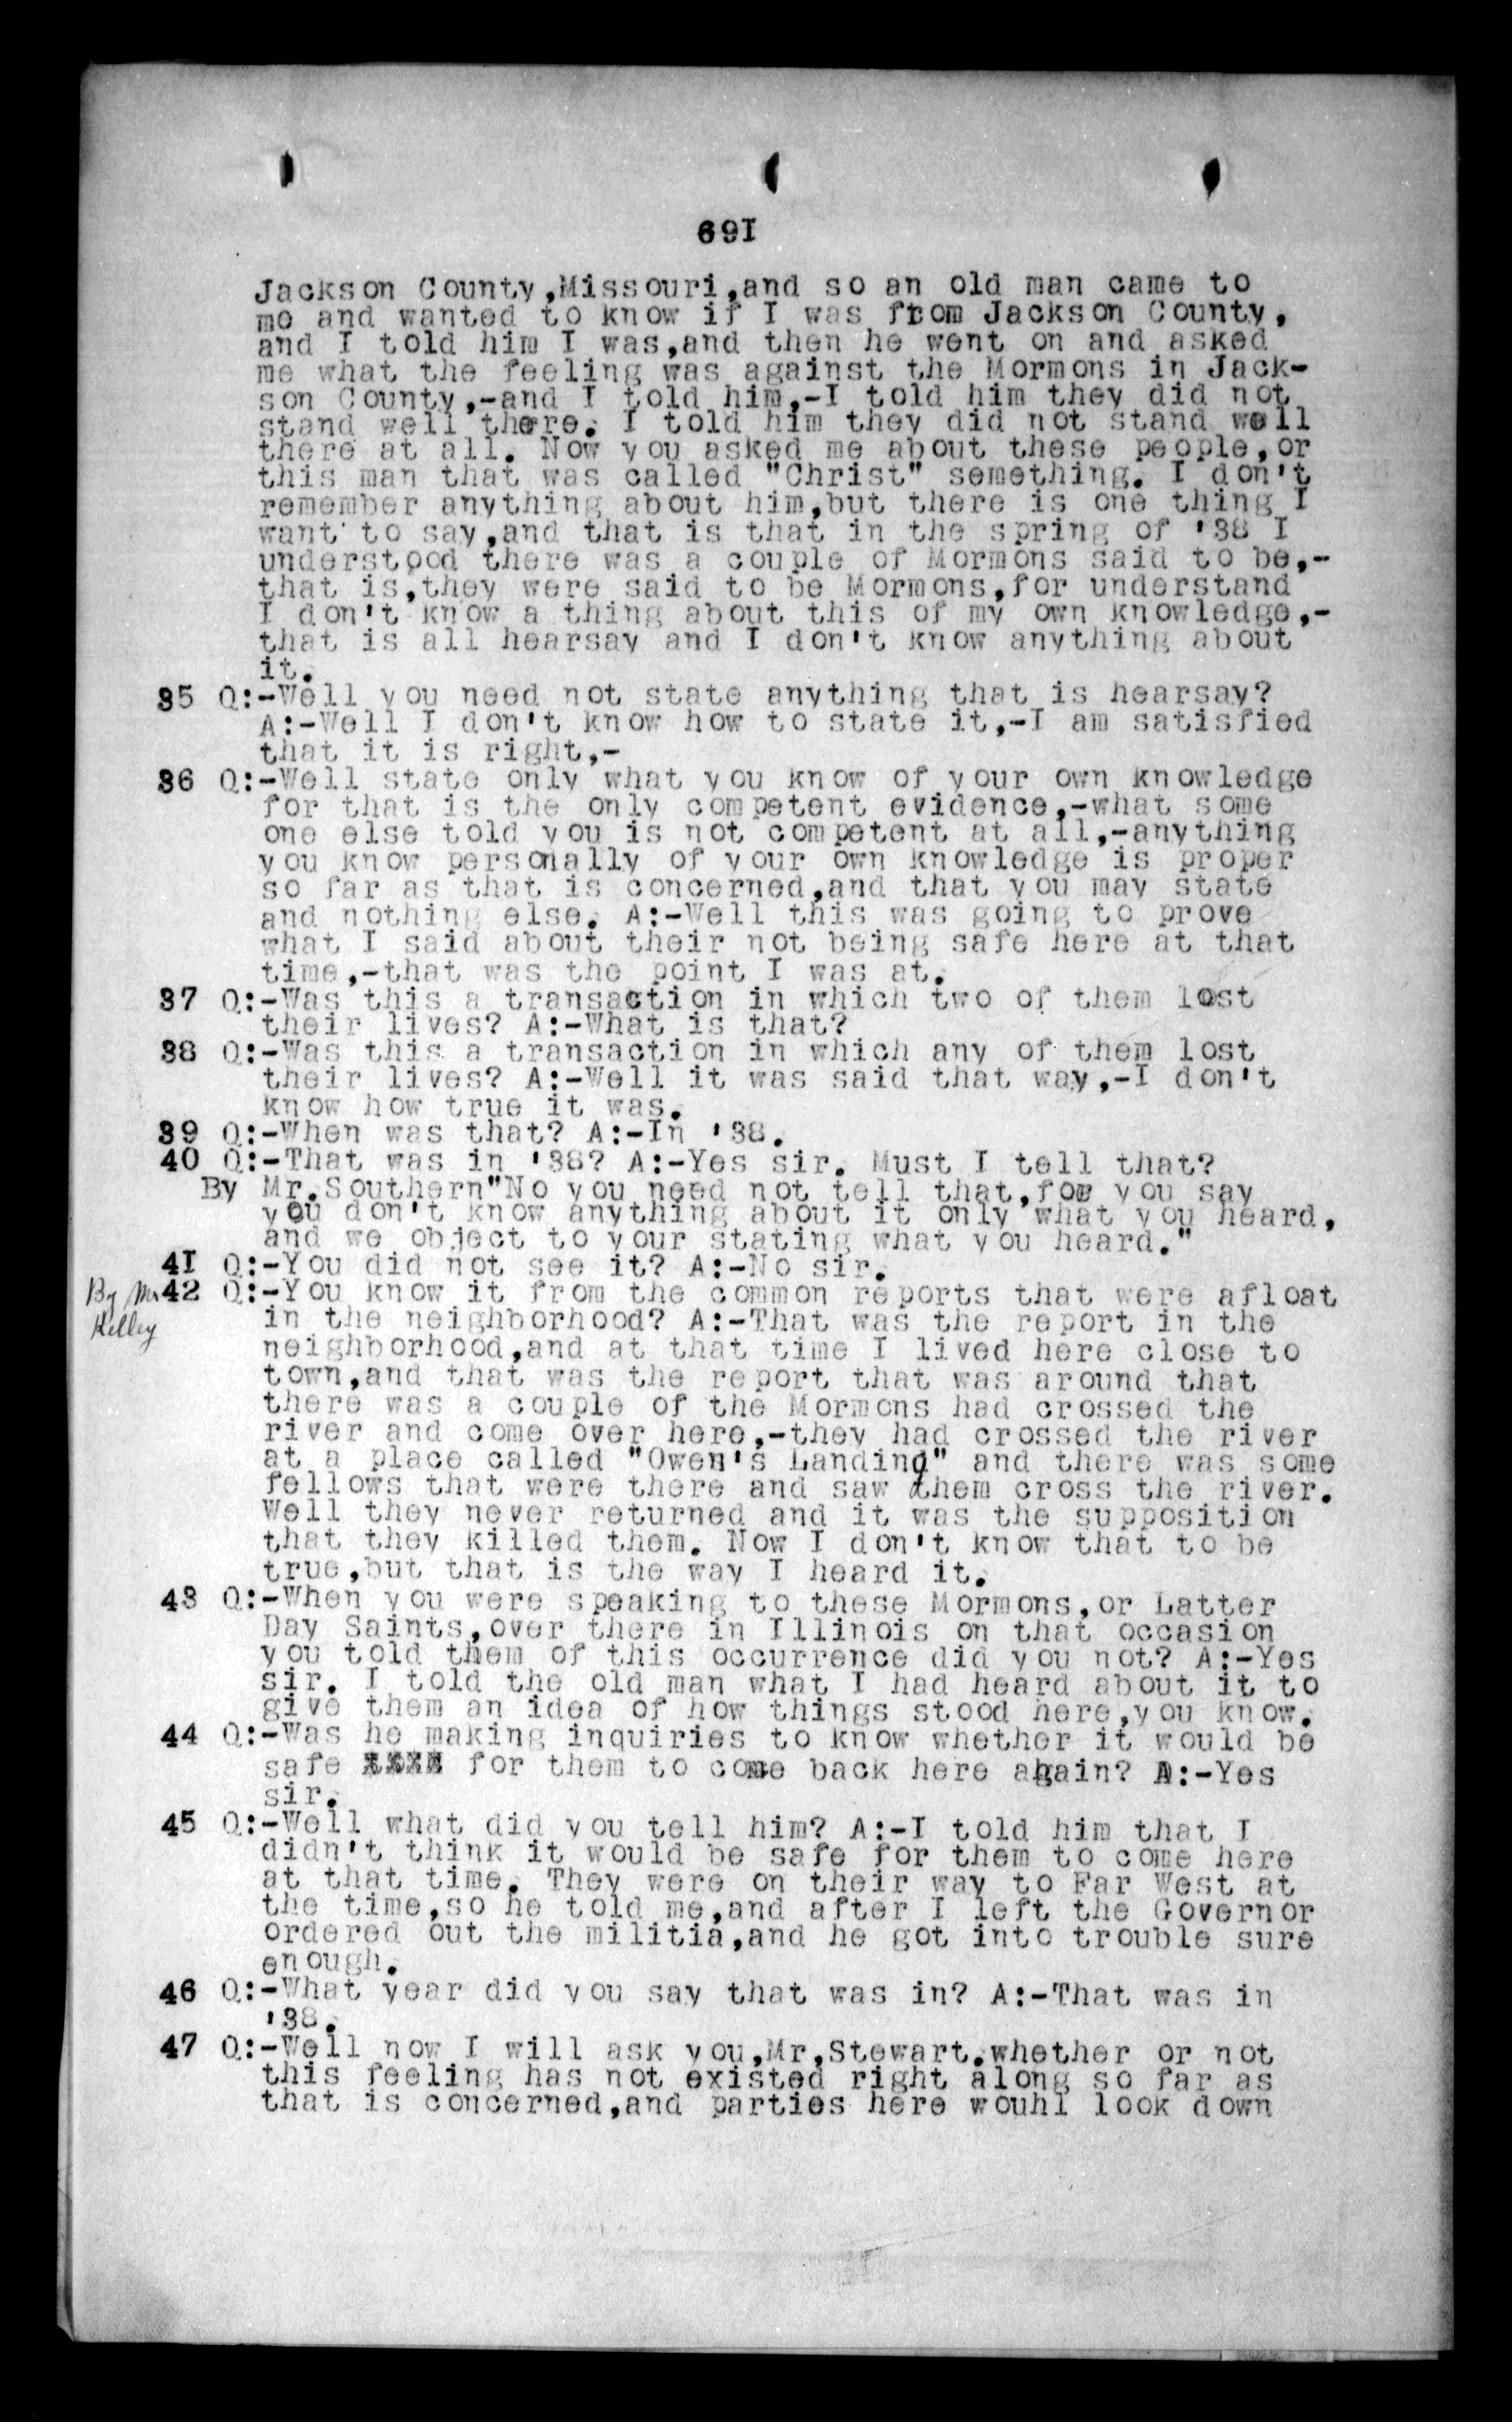 691
Jackson County,Missouri,and so an old man came to
me and wanted to know if I was from Jackson County,
and I told him I was,and then he went on and asked
me what the feeling was against the Mormons in Jack-
son County,-and I told him,-I told him they did not
stand well there. I told him they did not stand well
there at all. Now you asked me about these people,or
this man that was called "Christ" something. I don't
remember anything about him,but there is one thing I
want to say,and that is that in the spring of '38 I
understood there was a couple of Mormons said to be,-
that is,they were said to be Mormons,for understand
I don't know a thing about this of my own knowledge,-
that is all hearsay and I don't know anything about
it.
35 Q:-Well you need not state anything that is hearsay?
A:-Well I don't know how to state it,-I am satisfied
that it is right,-
36 Q:-Well state only what you know of your own knowledge
for that is the only competent evidence,-what some
one else told you is not competent at all,-anything
you know personally of your own knowledge is proper
so far as that is concerned,and that you may state
and nothing else. A:-Well this was going to prove
what I said about their not being safe here at that
time,-that was the point I was at.
37 Q:-Was this a transaction in which two of them lost
their lives? A:-What is that?
38 Q:-Was this a transaction in which any of them lost
their lives? A:-Well it was said that way,-I don't
know how true it was.
39 Q:-When was that? A:-In '38.
40 Q:-That was in '38? A:-Yes sir. Must I tell that?
By Mr.Southern"No you need not tell that,for you say
you don't know anything about it only what you heard,
and we object to your stating what you heard."
41 Q:-You did not see it? A:-No sir.
By Mr Kelley 42 Q:-You know it from the common reports that were afloat
in the neighborhood? A:-That was the report in the
neighborhood,and at that time I lived here close to
town,and that was the report that was around that
there was a couple of the Mormons had crossed the
river and come over here,-they had crossed the river
at a place called "Owen's Landing" and there was some
fellows that were there and saw them cross the river.
Well they never returned and it was the supposition
that they killed them. Now I don't know that to be
true,but that is the way I heard it.
43 Q:-When you were speaking to these Mormons,or Latter
Day Saints,over there in Illinois on that occasion
you told them of this occurrence did you not? A:-Yes
sir. I told the old man what I had heard about it to
give them an idea of how things stood here,you know.
44 Q:-Was he making inquiries to know whether it would be
safe xxxx for them to come back here again? A:-Yes
sir.
45 Q:-Well what did you tell him? A:-I told him that I
didn't think it would be safe for them to come here
at that time. They were on their way to Far West at
the time,so he told me,and after I left the Governor
ordered out the militia,and he got into trouble sure
enough.
46 Q:-What year did you say that was in? A:-That was in
'38.
47 Q:-Well now I will ask you,Mr,Stewart.whether or not
this feeling has not existed right along so far as
that is concerned,and parties here wouhl look down